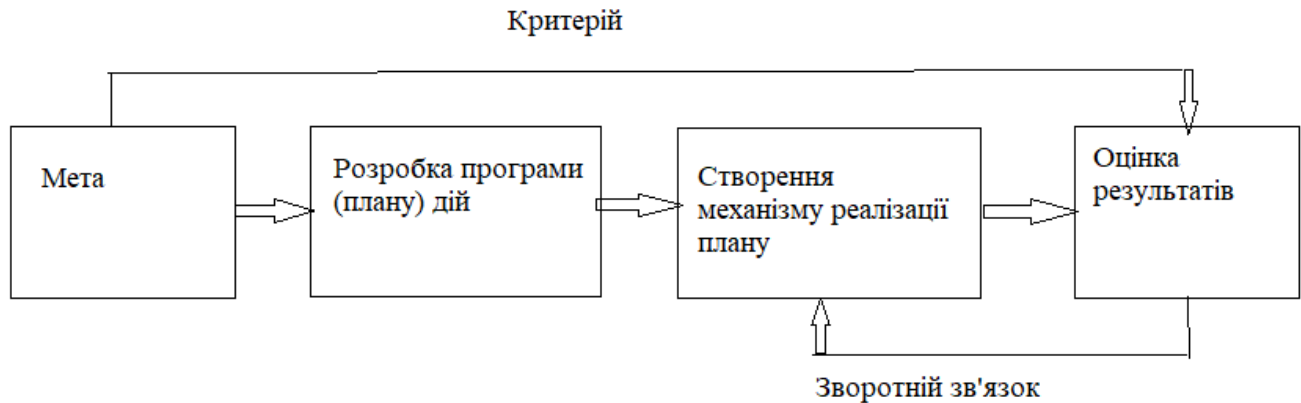 Критерій
Мета
Розробка програми
(плану) дій
Створення
механізму реалізації
плану
Оцінка
результатів
Зворотній зв'язок